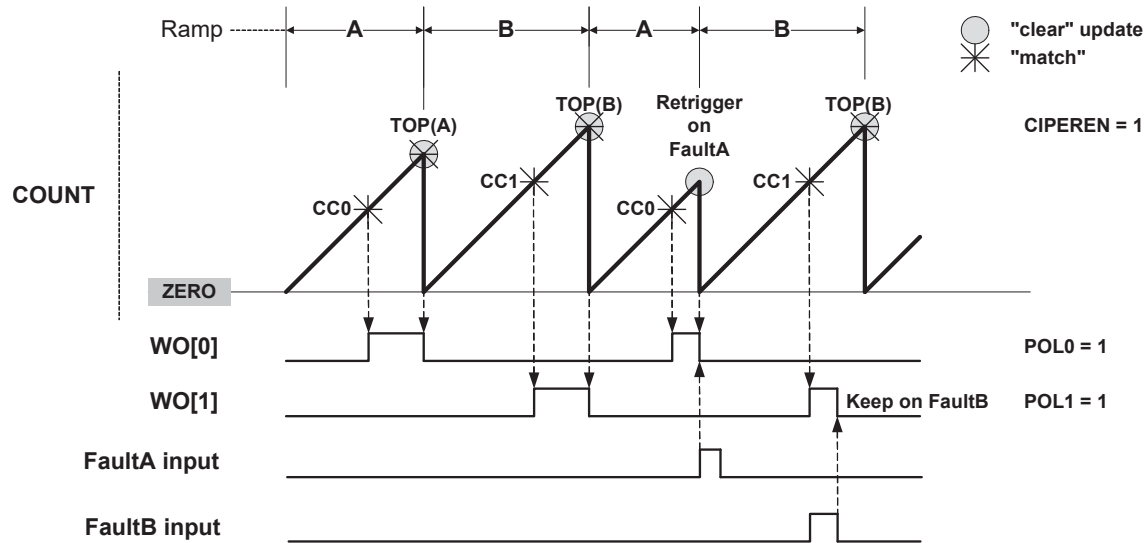 Ramp
A
B
A
B
"clear" update
"match"
TOP(A)
TOP(B)
Retrigger
on
FaultA
TOP(B)
CIPEREN = 1
COUNT
CC0
CC1
CC0
CC1
ZERO
WO[0]
POL0 = 1
WO[1]
Keep on FaultB
POL1 = 1
FaultA input
FaultB input